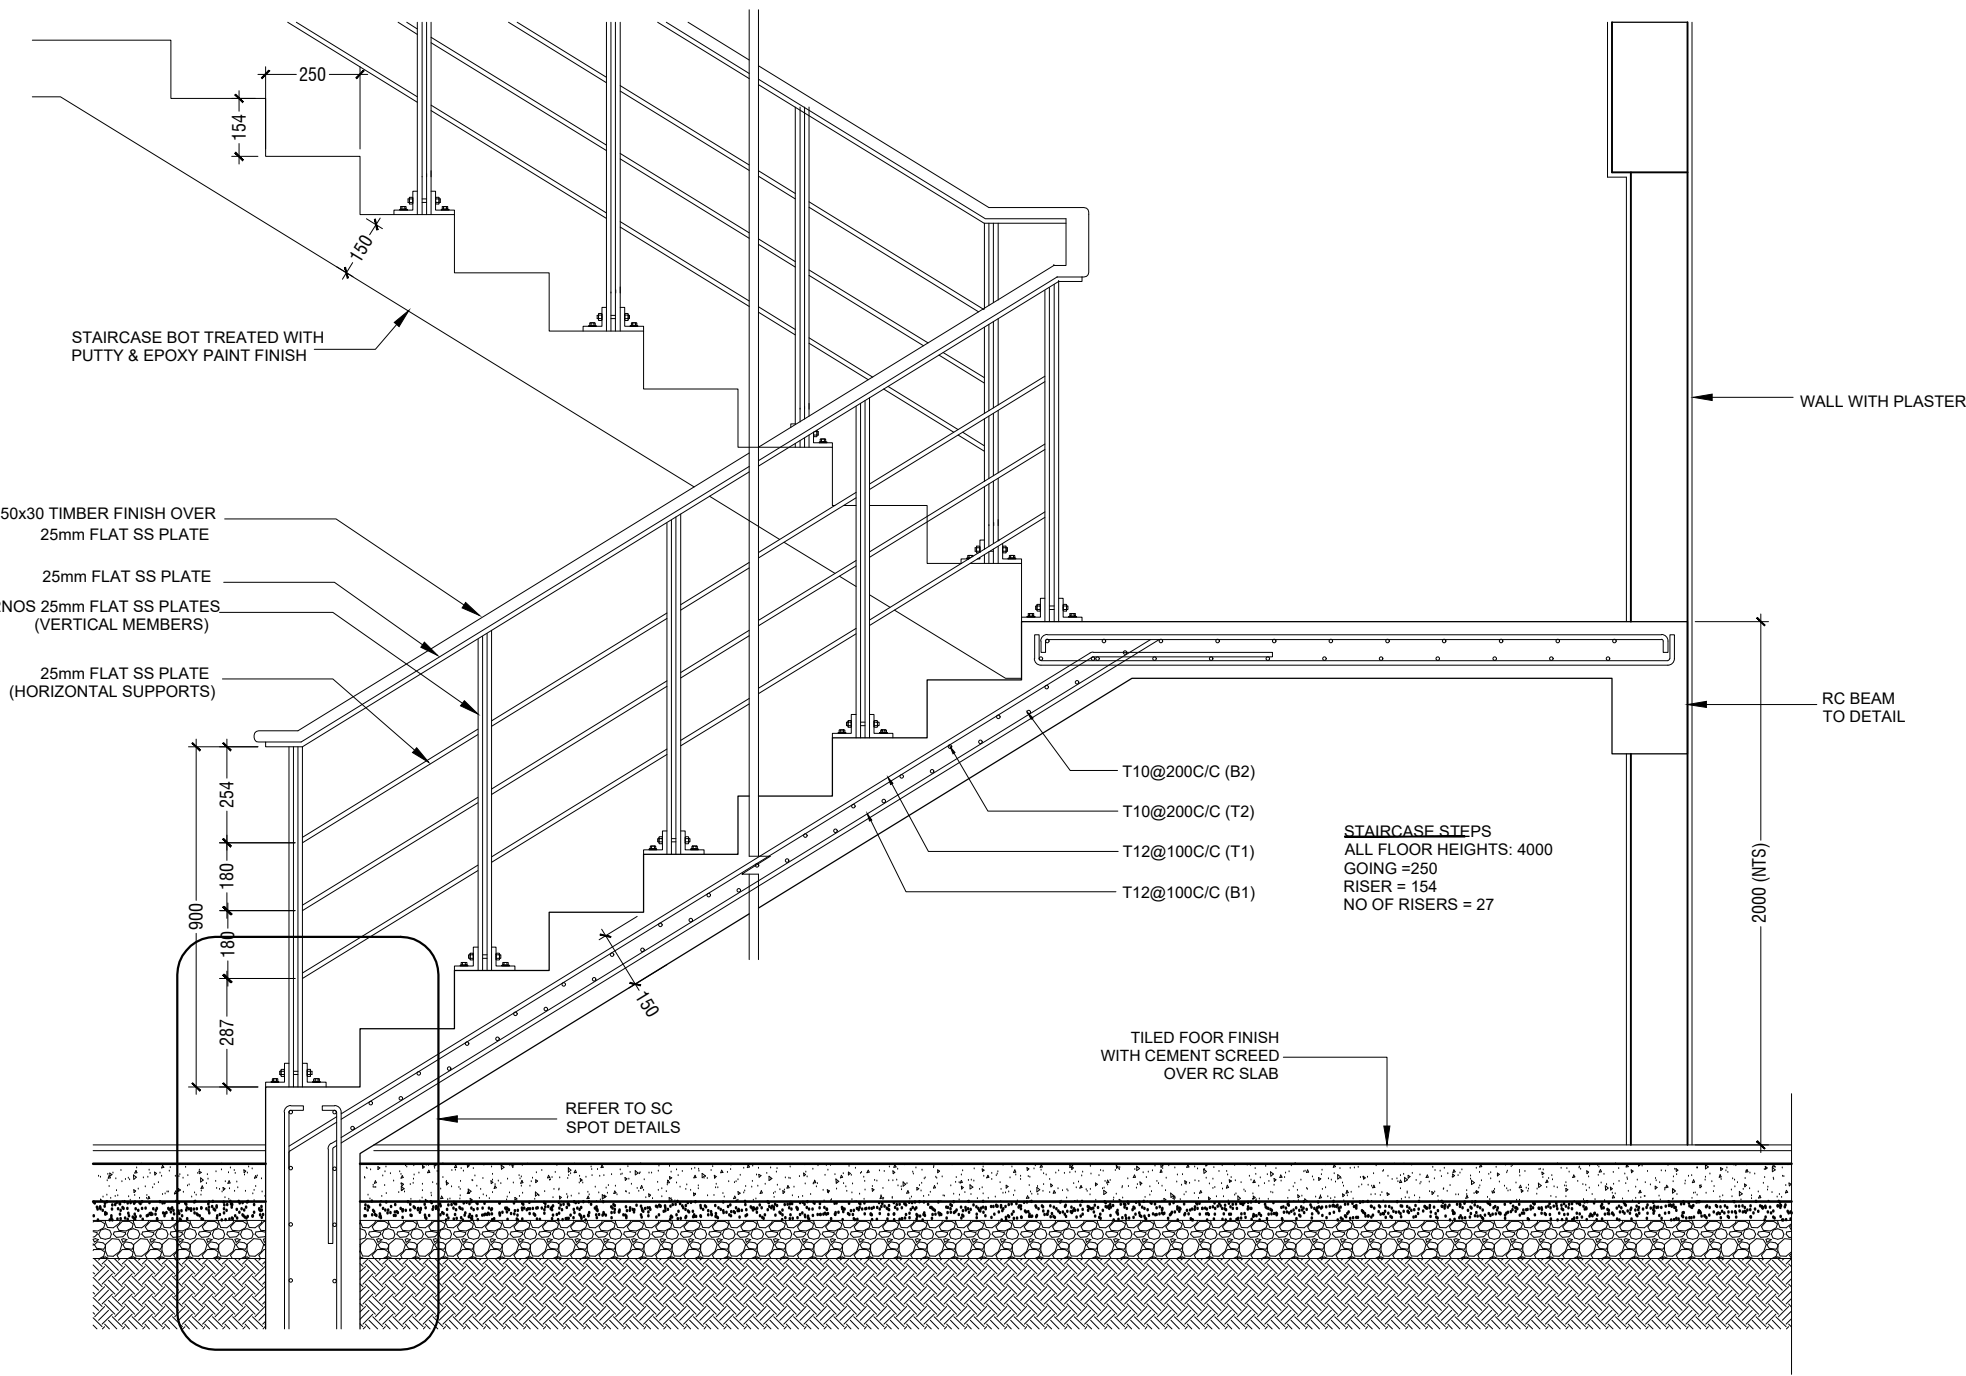 250
154
150
STAIRCASE BOT TREATED WITH
PUTTY & EPOXY PAINT FINISH
WALL WITH PLASTER
50x30 TIMBER FINISH OVER
25mm FLAT SS PLATE
25mm FLAT SS PLATE
NOS 25mm FLAT SS PLATES
(VERTICAL MEMBERS)
25mm FLAT SS PLATE
(HORIZONTAL SUPPORTS)
RC BEAM
TO DETAIL
T10@200C/C (B2)
T10@200C/C (T2)
T12@100C/C (T1)
T12@100C/C (B1)
STAIRCASE STEPS
ALL FLOOR HEIGHTS: 4000
GOING =250
RISER = 154
NO OF RISERS = 27
2000 (NTS)
900
254
180
180
287
150
TILED FOOR FINISH
WITH CEMENT SCREED
OVER RC SLAB
REFER TO SC
SPOT DETAILS